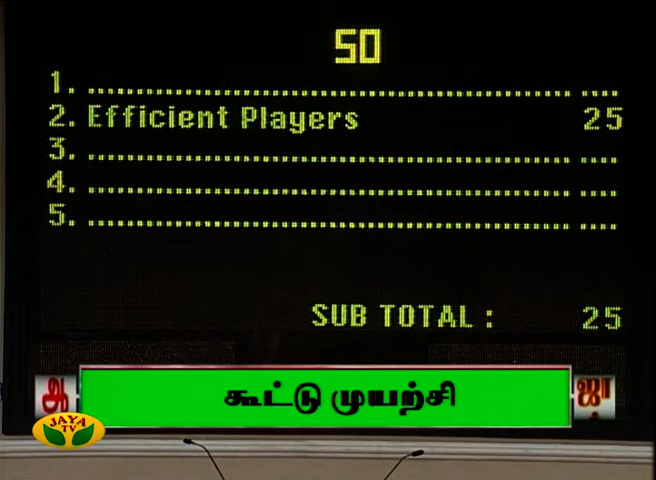 50
1. ............................................................ ....
2. Efficient Players 25
3. ............................................................ ....
4. ............................................................ ....
5. ............................................................ ....
SUB TOTAL : 25
ஆ கூட்டு முயற்சி
JAYA
TV